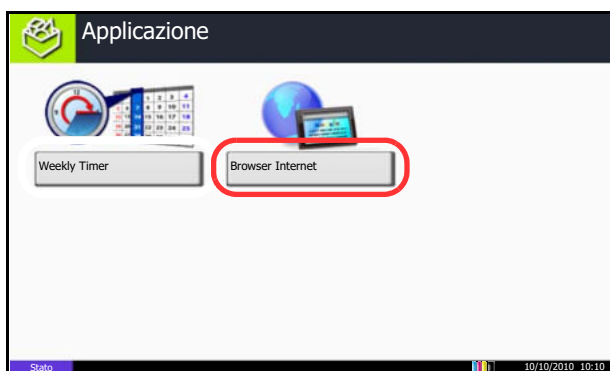 Applicazione
Weekly Timer
Browser Internet
Stato
10/10/2010 10:10